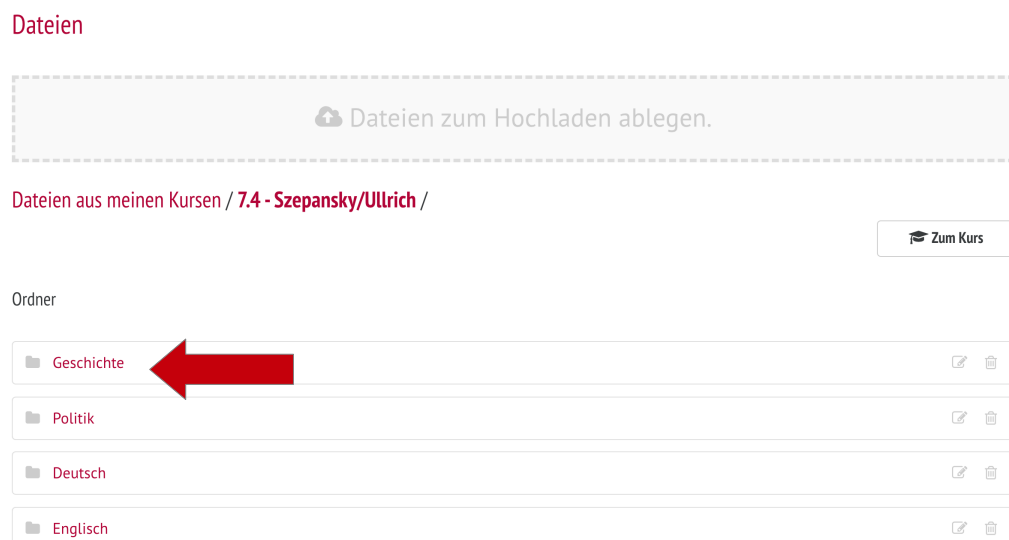 Dateien
Dateien zum Hochladen ablegen.
Dateien aus meinen Kursen / 7.4 - Szepansky/Ullrich /
Zum Kurs
Ordner
Geschichte
Politik
Deutsch
Englisch